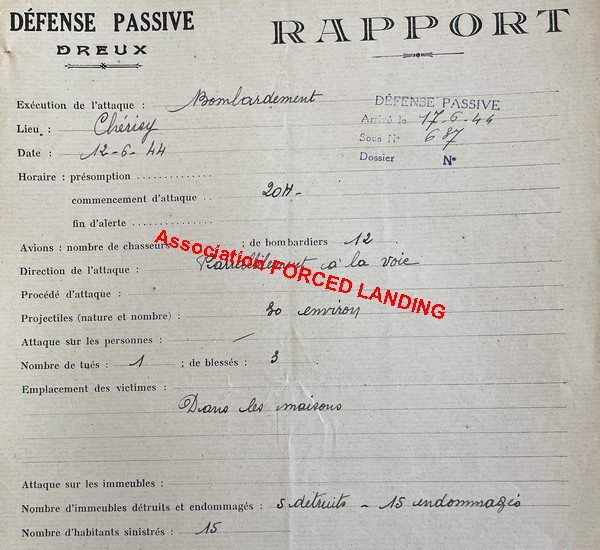 DÉFENSE PASSIVE
DREUX
RAPPORT
Exécution de l'attaque : Bombardement
DÉFENSE PASSIVE
Arrivé le 17-6-44
Sous N° 687
Dossier N°
Lieu : Chérisy
Date : 12-6-44
Horaire : présomption ..................
commencement d'attaque .. 20H-
fin d'alerte ..............
Avions : nombre de chasseurs ; de bombardiers 12
Association FORCED LANDING
Direction de l'attaque : Parallèlement à la voie
Procédé d'attaque :
Projectiles (nature et nombre) : 30 environ
Attaque sur les personnes : —
Nombre de tués : 1 ; de blessés : 3
Emplacement des victimes :
Dans les maisons
Attaque sur les immeubles :
Nombre d'immeubles détruits et endommagés : 5 détruits - 15 endommagés
Nombre d'habitants sinistrés : 15